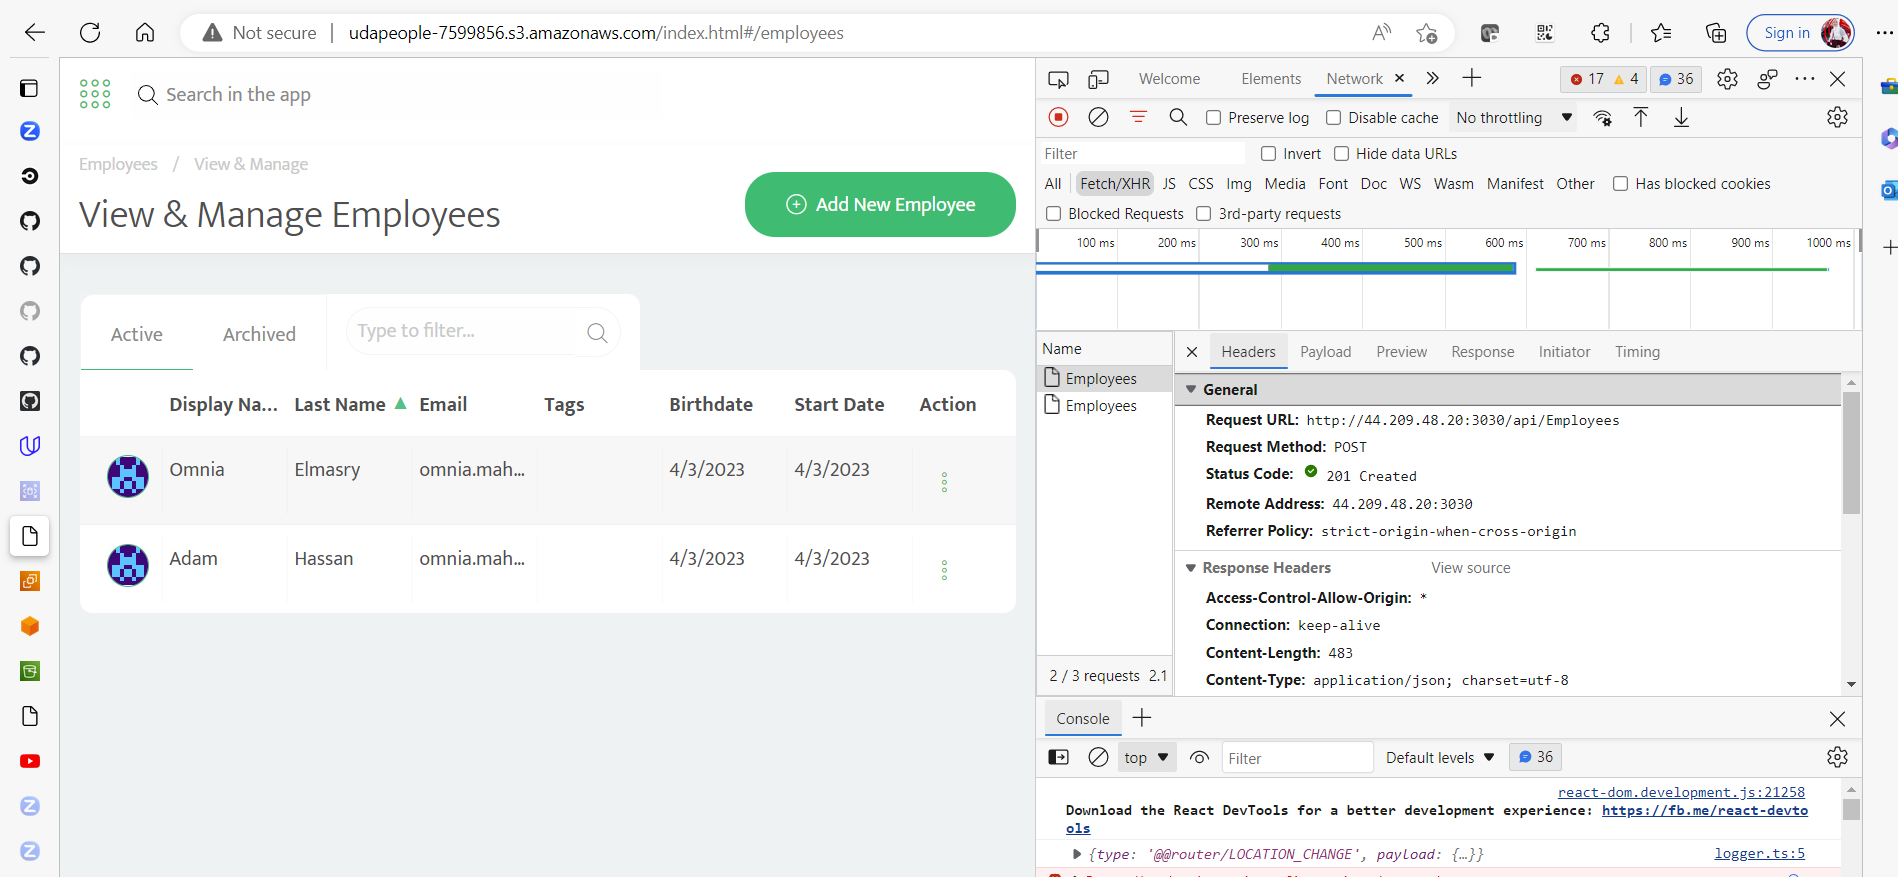 Not secure
udapeople-7599856.s3.amazonaws.com/index.html#/employees
Sign in
Search in the app
Employees / View & Manage
View & Manage Employees
Add New Employee
Active
Archived
Type to filter...
Display Na... Last Name Email Tags Birthdate Start Date Action
Omnia Elmasry omnia.mah... 4/3/2023 4/3/2023
Adam Hassan omnia.mah... 4/3/2023 4/3/2023
Welcome Elements Network 17 4 36
Preserve log Disable cache No throttling
Filter Invert Hide data URLs
All Fetch/XHR JS CSS Img Media Font Doc WS Wasm Manifest Other Has blocked cookies
Blocked Requests 3rd-party requests
100 ms 200 ms 300 ms 400 ms 500 ms 600 ms 700 ms 800 ms 900 ms 1000 ms
Name
Employees
Employees
2 / 3 requests 2.1
Headers Payload Preview Response Initiator Timing
General
Request URL: http://44.209.48.20:3030/api/Employees
Request Method: POST
Status Code: 201 Created
Remote Address: 44.209.48.20:3030
Referrer Policy: strict-origin-when-cross-origin
Response Headers View source
Access-Control-Allow-Origin: *
Connection: keep-alive
Content-Length: 483
Content-Type: application/json; charset=utf-8
Console
top Filter Default levels 36
react-dom.development.js:21258
Download the React DevTools for a better development experience: https://fb.me/react-devto
ols
{type: '@@router/LOCATION_CHANGE', payload: {…}} logger.ts:5